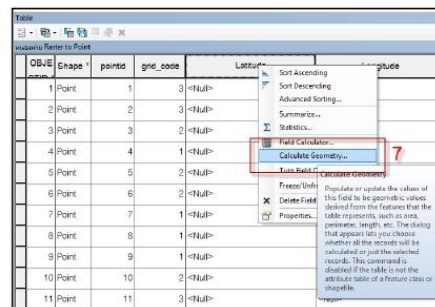 Table
Raster to Point
OBJE Shape * pointid grid_code Latitude Longitude
1 Point 1 3 <Null>
2 Point 2 3 <Null>
3 Point 3 2 <Null>
4 Point 4 1 <Null>
5 Point 5 2 <Null>
6 Point 6 2 <Null>
7 Point 7 1 <Null>
8 Point 8 1 <Null>
9 Point 9 1 <Null>
10 Point 10 2 <Null>
11 Point 11 3 <Null>
Sort Ascending
Sort Descending
Advanced Sorting...
Summarize...
Σ Statistics...
Field Calculator...
Calculate Geometry...
7
Turn Field O
Freeze/Unfr
Delete Field
Properties...
Calculate Geometry
Populate or update the values of
this field to be geometric values
derived from the features that the
table represents, such as area,
perimeter, length, etc. The dialog
that appears lets you choose
whether all the records will be
calculated or just the selected
records. This command is
disabled if the table is not the
attribute table of a feature class or
shapefile.